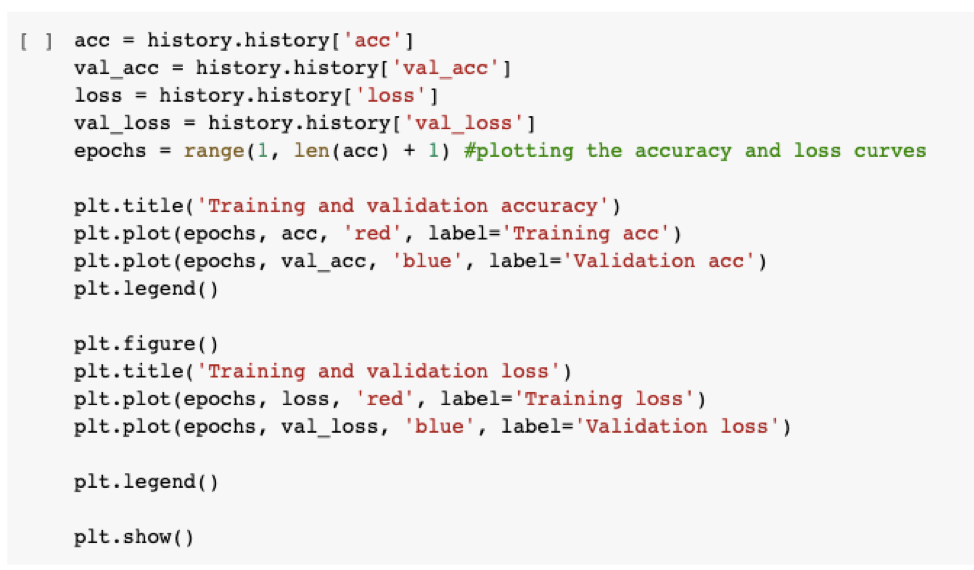 [ ] acc = history.history['acc']
val_acc = history.history['val_acc']
loss = history.history['loss']
val_loss = history.history['val_loss']
epochs = range(1, len(acc) + 1) #plotting the accuracy and loss curves
plt.title('Training and validation accuracy')
plt.plot(epochs, acc, 'red', label='Training acc')
plt.plot(epochs, val_acc, 'blue', label='Validation acc')
plt.legend()
plt.figure()
plt.title('Training and validation loss')
plt.plot(epochs, loss, 'red', label='Training loss')
plt.plot(epochs, val_loss, 'blue', label='Validation loss')
plt.legend()
plt.show()